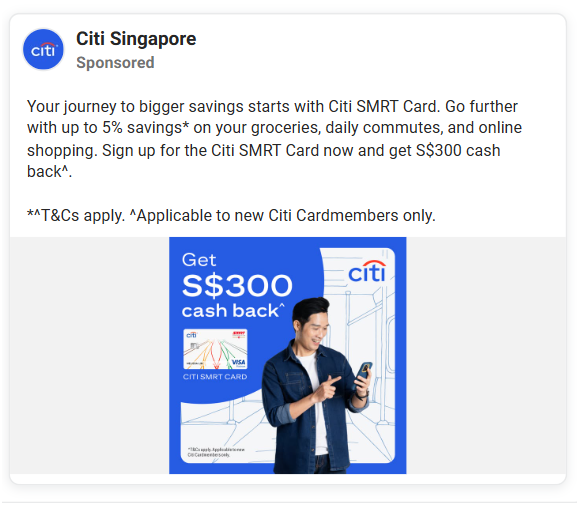 citi
Citi Singapore
Sponsored
Your journey to bigger savings starts with Citi SMRT Card. Go further
with up to 5% savings* on your groceries, daily commutes, and online
shopping. Sign up for the Citi SMRT Card now and get S$300 cash
back^.
*^T&Cs apply. ^Applicable to new Citi Cardmembers only.
Get
S$300
cash back^
citi
citi
VISA
CITI SMRT CARD
*T&Cs apply. Applicable to new
Citi Cardmembers only.